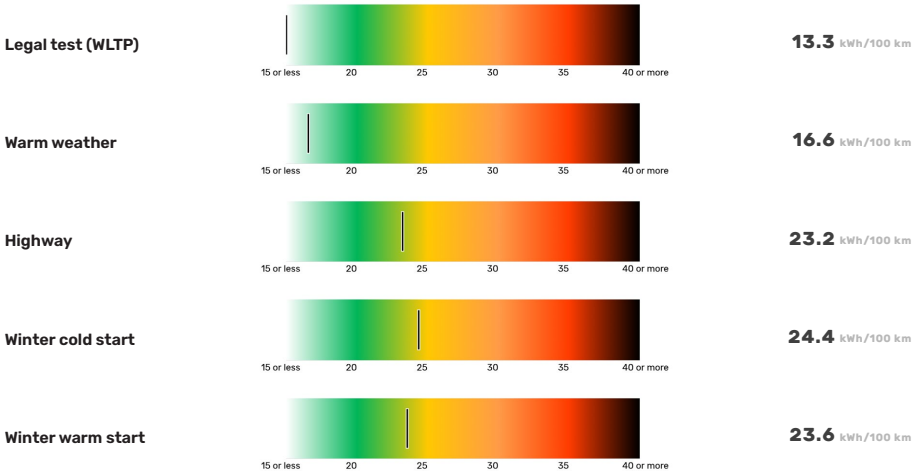 Legal test (WLTP)
13.3 kWh/100 km
15 or less 20 25 30 35 40 or more
Warm weather
16.6 kWh/100 km
15 or less 20 25 30 35 40 or more
Highway
23.2 kWh/100 km
15 or less 20 25 30 35 40 or more
Winter cold start
24.4 kWh/100 km
15 or less 20 25 30 35 40 or more
Winter warm start
23.6 kWh/100 km
15 or less 20 25 30 35 40 or more